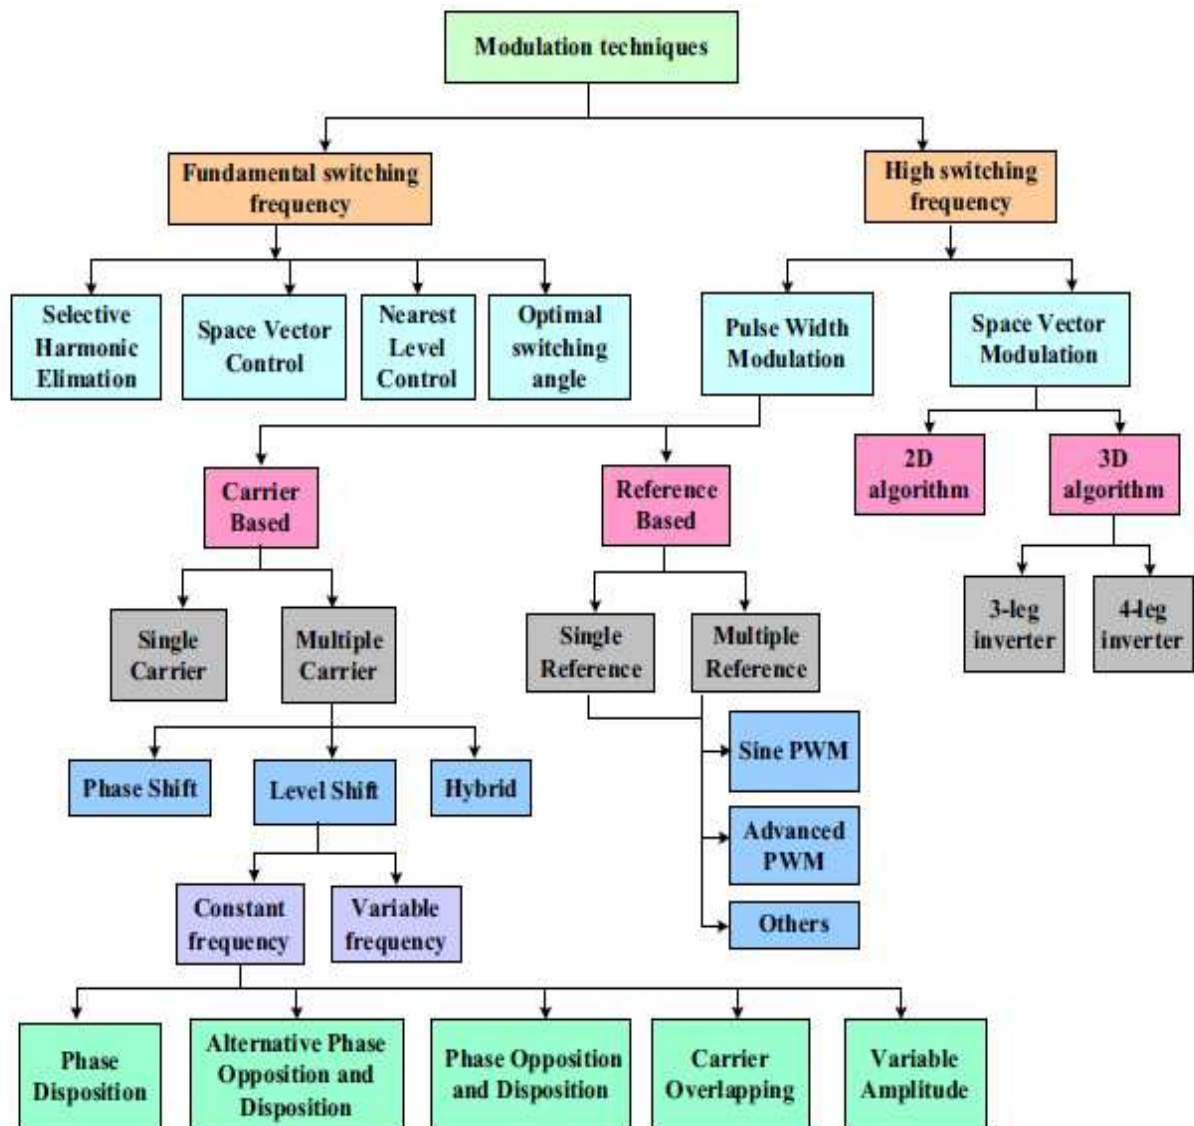 Modulation techniques
Fundamental switching
frequency
High switching
frequency
Selective
Harmonic
Elimation
Space Vector
Control
Nearest
Level
Control
Optimal
switching
angle
Pulse Width
Modulation
Space Vector
Modulation
2D
algorithm
3D
algorithm
Carrier
Based
Reference
Based
3-leg
inverter
4-leg
inverter
Single
Carrier
Multiple
Carrier
Single
Reference
Multiple
Reference
Phase Shift
Level Shift
Hybrid
Sine PWM
Advanced
PWM
Others
Constant
frequency
Variable
frequency
Phase
Disposition
Alternative Phase
Opposition and
Disposition
Phase Opposition
and Disposition
Carrier
Overlapping
Variable
Amplitude